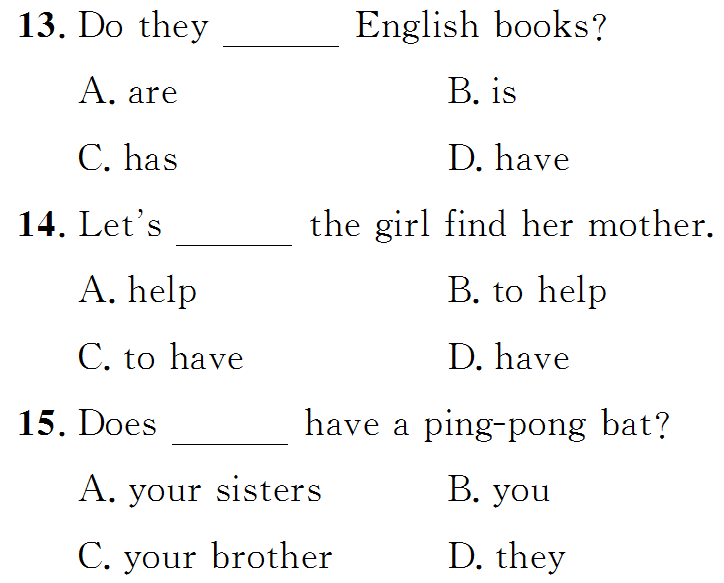 13. Do they ______ English books?
A. are B. is
C. has D. have
14. Let's ______ the girl find her mother.
A. help B. to help
C. to have D. have
15. Does ______ have a ping-pong bat?
A. your sisters B. you
C. your brother D. they